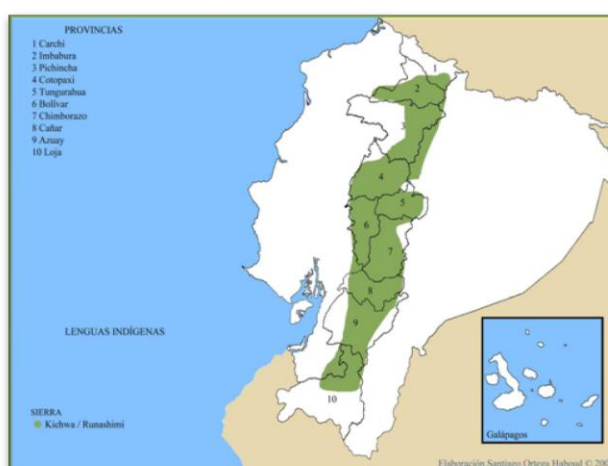 PROVINCIAS
1 Carchi
2 Imbabura
3 Pichincha
4 Cotopaxi
5 Tungurahua
6 Bolívar
7 Chimborazo
8 Cañar
9 Azuay
10 Loja
1
2
3
4
5
6
7
8
9
10
LENGUAS INDÍGENAS
SIERRA
Kichwa / Runashimi
Galápagos
Elaboración Santiago Ortega Haboud © 200